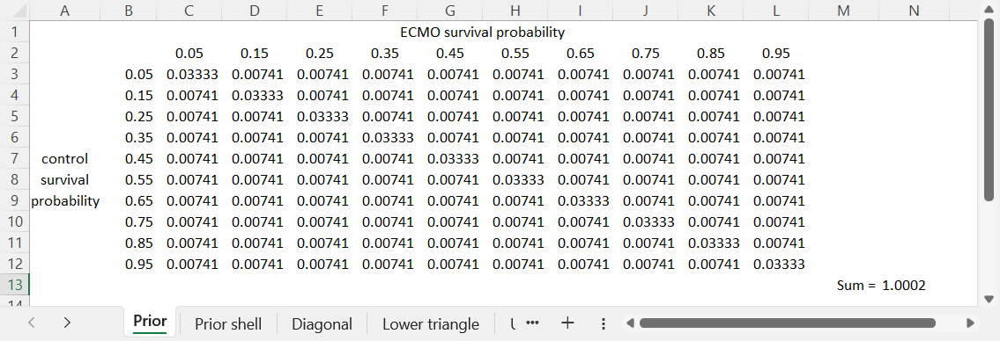 A B C D E F G H I J K L M N
1 ECMO survival probability
2 0.05 0.15 0.25 0.35 0.45 0.55 0.65 0.75 0.85 0.95
3 0.05 0.03333 0.00741 0.00741 0.00741 0.00741 0.00741 0.00741 0.00741 0.00741 0.00741
4 0.15 0.00741 0.03333 0.00741 0.00741 0.00741 0.00741 0.00741 0.00741 0.00741 0.00741
5 0.25 0.00741 0.00741 0.03333 0.00741 0.00741 0.00741 0.00741 0.00741 0.00741 0.00741
6 0.35 0.00741 0.00741 0.00741 0.03333 0.00741 0.00741 0.00741 0.00741 0.00741 0.00741
7 control 0.45 0.00741 0.00741 0.00741 0.00741 0.03333 0.00741 0.00741 0.00741 0.00741 0.00741
8 survival 0.55 0.00741 0.00741 0.00741 0.00741 0.00741 0.03333 0.00741 0.00741 0.00741 0.00741
9 probability 0.65 0.00741 0.00741 0.00741 0.00741 0.00741 0.00741 0.03333 0.00741 0.00741 0.00741
10 0.75 0.00741 0.00741 0.00741 0.00741 0.00741 0.00741 0.00741 0.03333 0.00741 0.00741
11 0.85 0.00741 0.00741 0.00741 0.00741 0.00741 0.00741 0.00741 0.00741 0.03333 0.00741
12 0.95 0.00741 0.00741 0.00741 0.00741 0.00741 0.00741 0.00741 0.00741 0.00741 0.03333
13 Sum = 1.0002
Prior Prior shell Diagonal Lower triangle